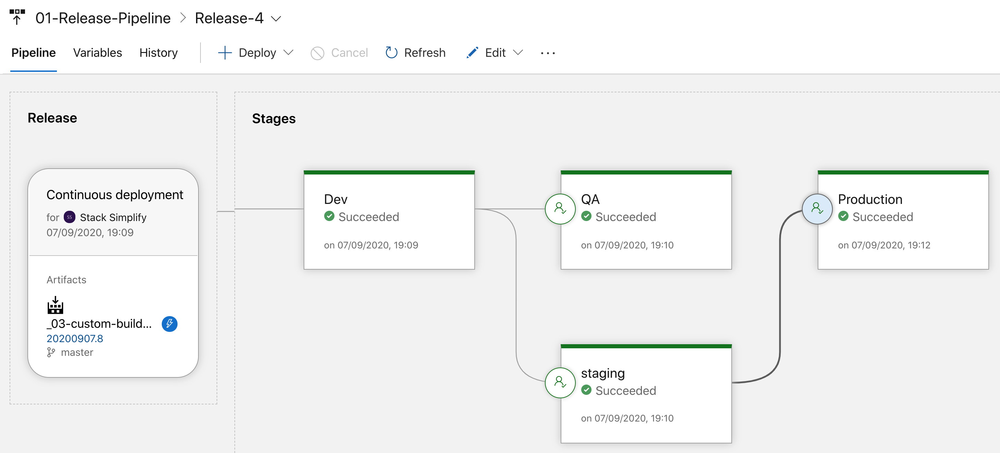 01-Release-Pipeline > Release-4
Pipeline Variables History Deploy Cancel Refresh Edit ...
Release
Continuous deployment
for SS Stack Simplify
07/09/2020, 19:09
Artifacts
_03-custom-build...
20200907.8
master
Stages
Dev
Succeeded
on 07/09/2020, 19:09
QA
Succeeded
on 07/09/2020, 19:10
staging
Succeeded
on 07/09/2020, 19:10
Production
Succeeded
on 07/09/2020, 19:12